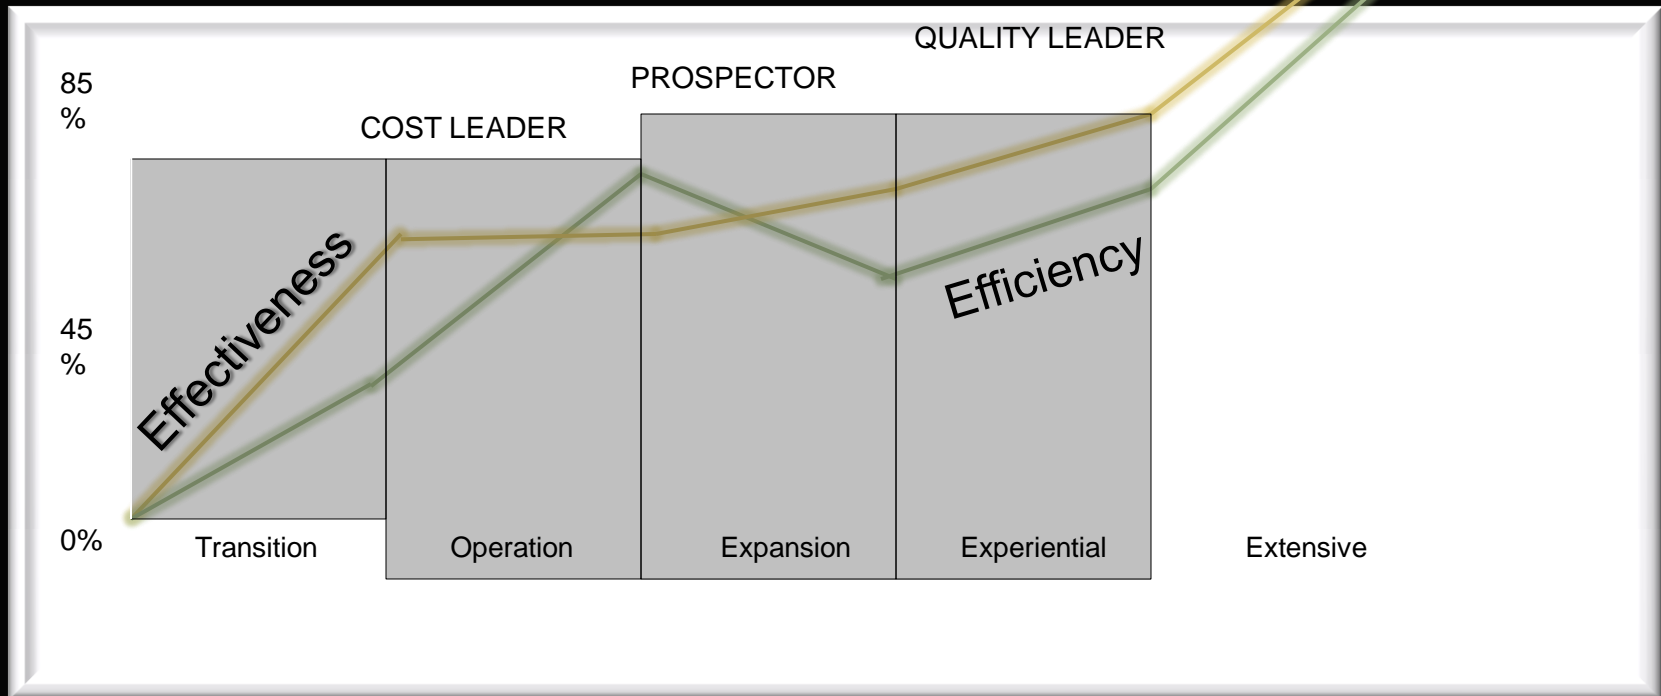 QUALITY LEADER
PROSPECTOR
85
%
COST LEADER
Effectiveness
Efficiency
45
%
0%
Transition
Operation
Expansion
Experiential
Extensive